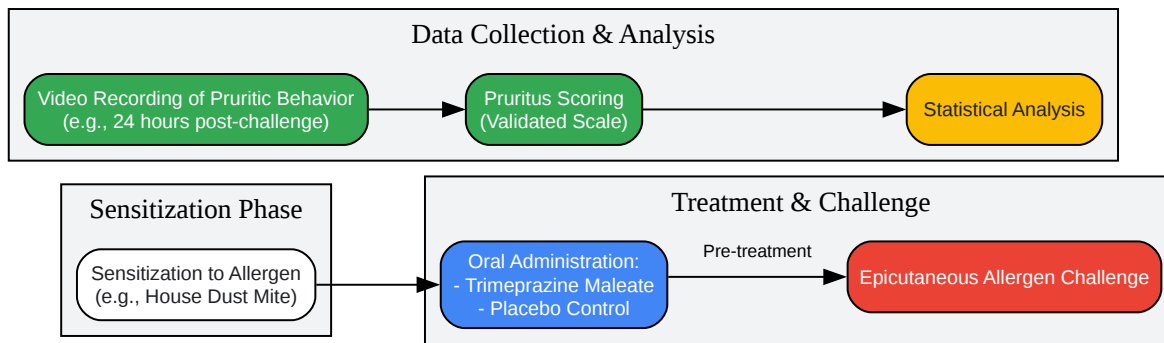 Data Collection & Analysis
Video Recording of Pruritic Behavior
(e.g., 24 hours post-challenge)
Pruritus Scoring
(Validated Scale)
Statistical Analysis
Sensitization Phase
Sensitization to Allergen
(e.g., House Dust Mite)
Treatment & Challenge
Oral Administration:
- Trimeprazine Maleate
- Placebo Control
Pre-treatment
Epicutaneous Allergen Challenge